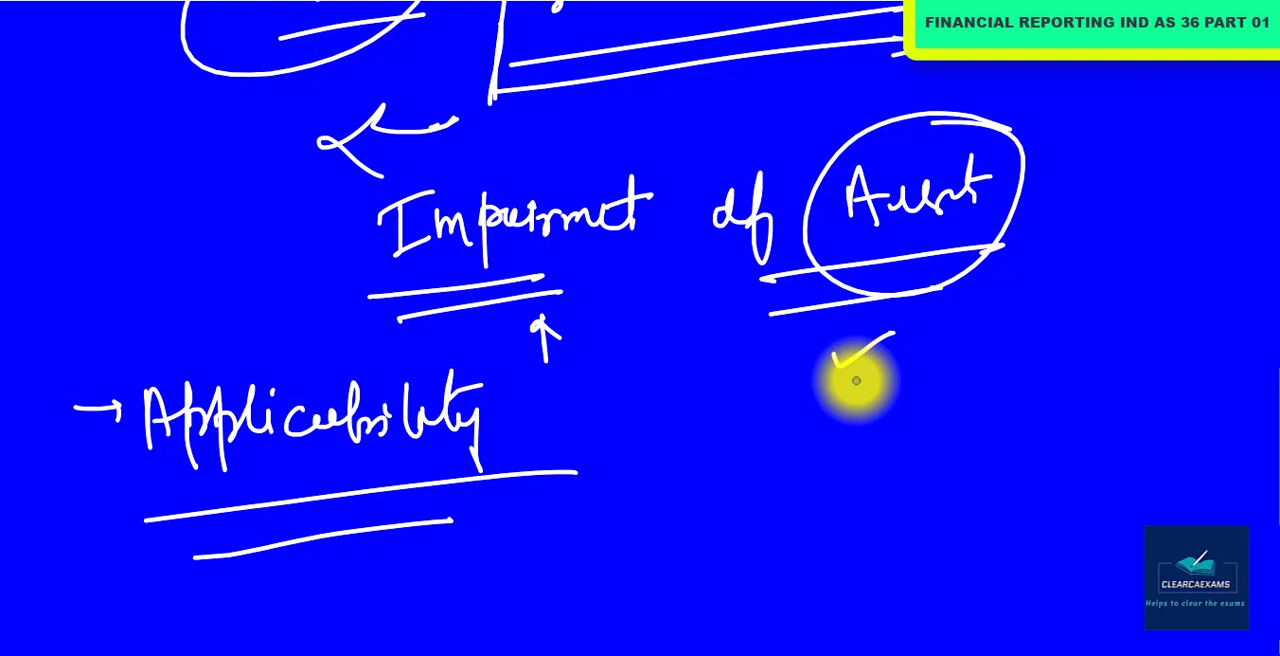 FINANCIAL REPORTING IND AS 36 PART 01
Impairment of Asset
→ Applicability
CLEARCAEXAMS
Helps to clear the exams